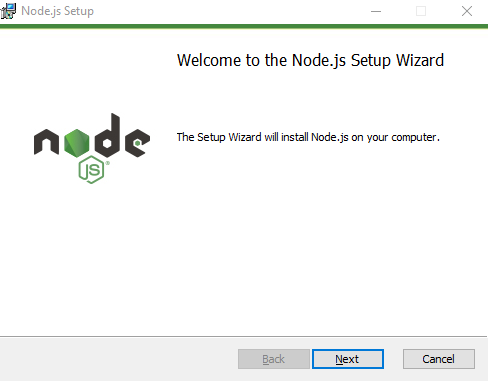 Node.js Setup
Welcome to the Node.js Setup Wizard
The Setup Wizard will install Node.js on your computer.
node
JS®
Back
Next
Cancel